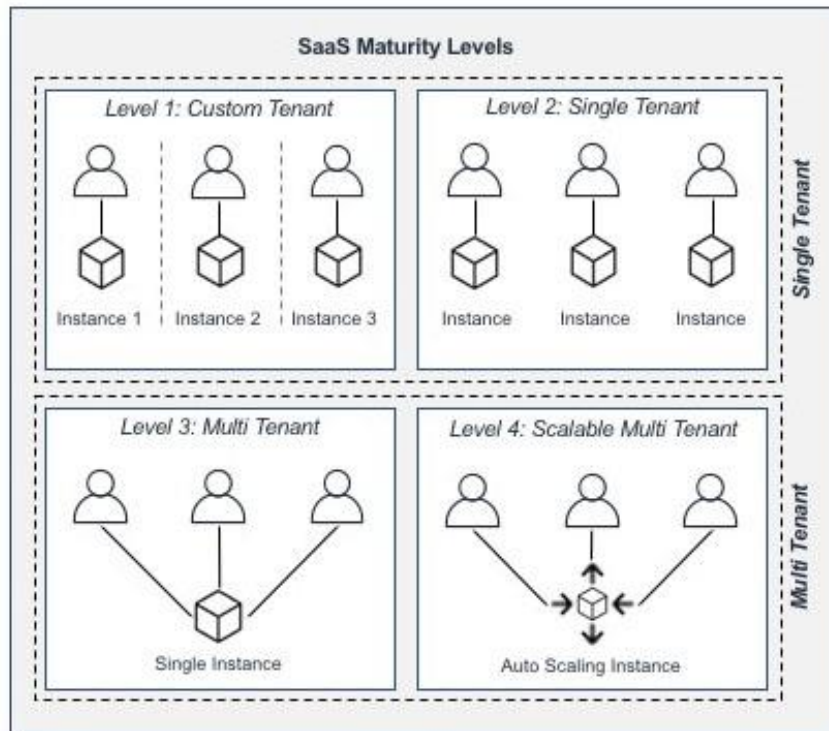 SaaS Maturity Levels
Level 1: Custom Tenant
Instance 1
Instance 2
Instance 3
Level 2: Single Tenant
Instance
Instance
Instance
Single Tenant
Level 3: Multi Tenant
Single Instance
Level 4: Scalable Multi Tenant
Auto Scaling Instance
Multi Tenant